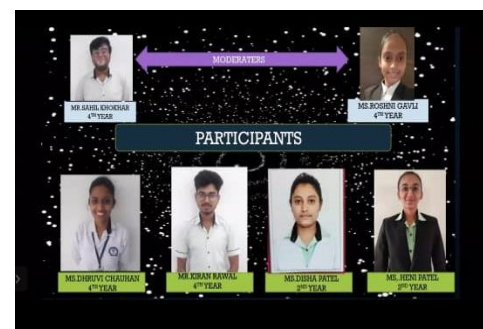 MODERATERS
MR.SAHIL KHOKHAR
4TH YEAR
MS.ROSHNI GAVLI
4TH YEAR
PARTICIPANTS
MS.DHRUVI CHAUHAN
4TH YEAR
MR.KIRAN RAWAL
4TH YEAR
MS.DISHA PATEL
2ND YEAR
MS. HENI PATEL
2ND YEAR